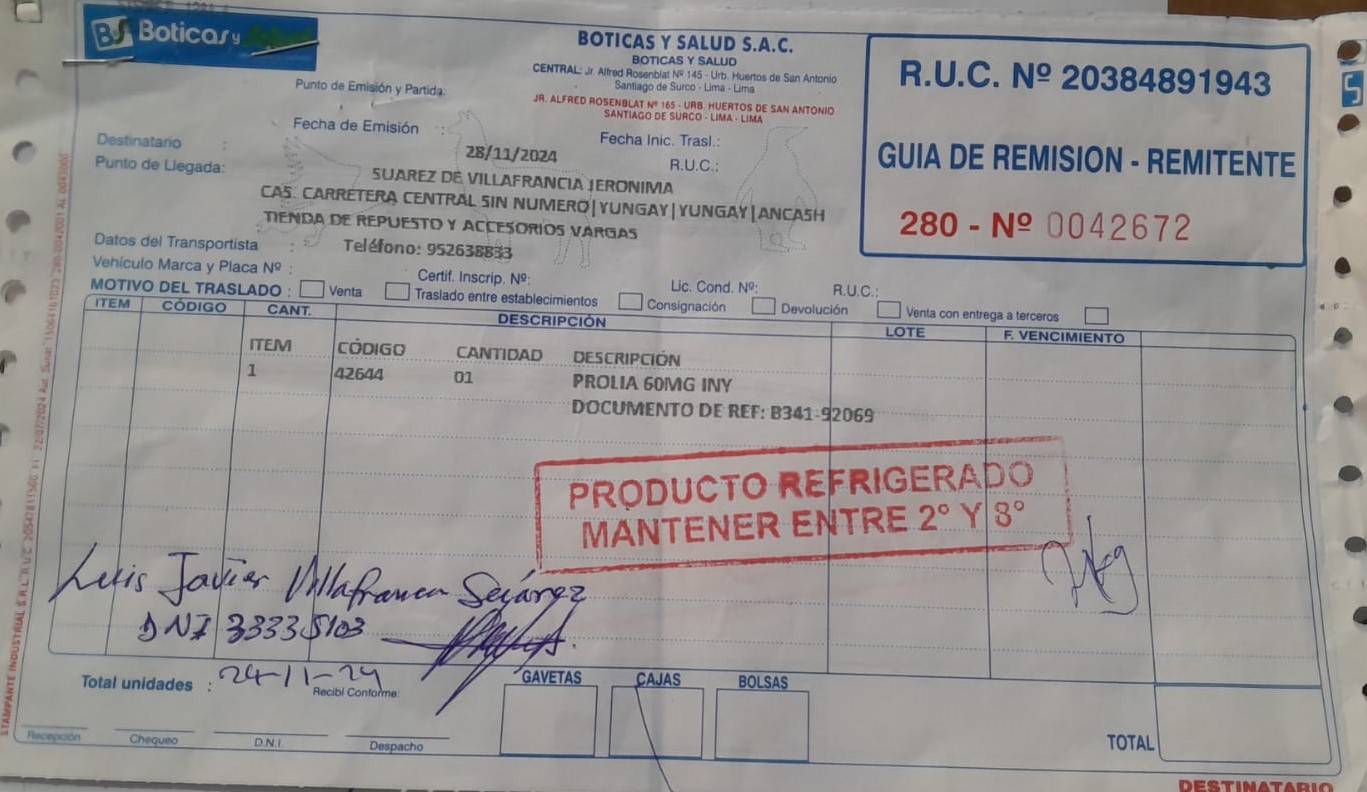 BS Boticas y Salud
BOTICAS Y SALUD S.A.C.
BOTICAS Y SALUD
CENTRAL: Jr. Alfred Rosenblat Nº 145 - Urb. Huertos de San Antonio
Santiago de Surco - Lima - Lima
Punto de Emisión y Partida:
JR. ALFRED ROSENBLAT Nº 165 - URB. HUERTOS DE SAN ANTONIO
SANTIAGO DE SURCO - LIMA - LIMA
R.U.C. Nº 20384891943
GUIA DE REMISION - REMITENTE
280 - Nº 0042672
Fecha de Emisión :
28/11/2024
Fecha Inic. Trasl.:
Destinatario :
R.U.C.:
Punto de Llegada:
SUAREZ DE VILLAFRANCIA JERONIMA
CAS. CARRETERA CENTRAL SIN NUMERO|YUNGAY|YUNGAY|ANCASH
TIENDA DE REPUESTO Y ACCESORIOS VARGAS
Datos del Transportista :
Teléfono: 952638833
Vehículo Marca y Placa Nº :
Certif. Inscrip. Nº:
Lic. Cond. Nº:
R.U.C.:
MOTIVO DEL TRASLADO : Venta Traslado entre establecimientos Consignación Devolución Venta con entrega a terceros
ITEM CÓDIGO CANT. DESCRIPCIÓN LOTE F. VENCIMIENTO
ITEM CÓDIGO CANTIDAD DESCRIPCIÓN
1 42644 01 PROLIA 60MG INY
DOCUMENTO DE REF: B341-92069
PRODUCTO REFRIGERADO
MANTENER ENTRE 2° Y 8°
Luis Javier Villafranca
DNI 33335103
Total unidades :
24-11-24
Recibí Conforme:
GAVETAS CAJAS BOLSAS
Recepción Chequeo D.N.I. Despacho
TOTAL
DESTINATARIO